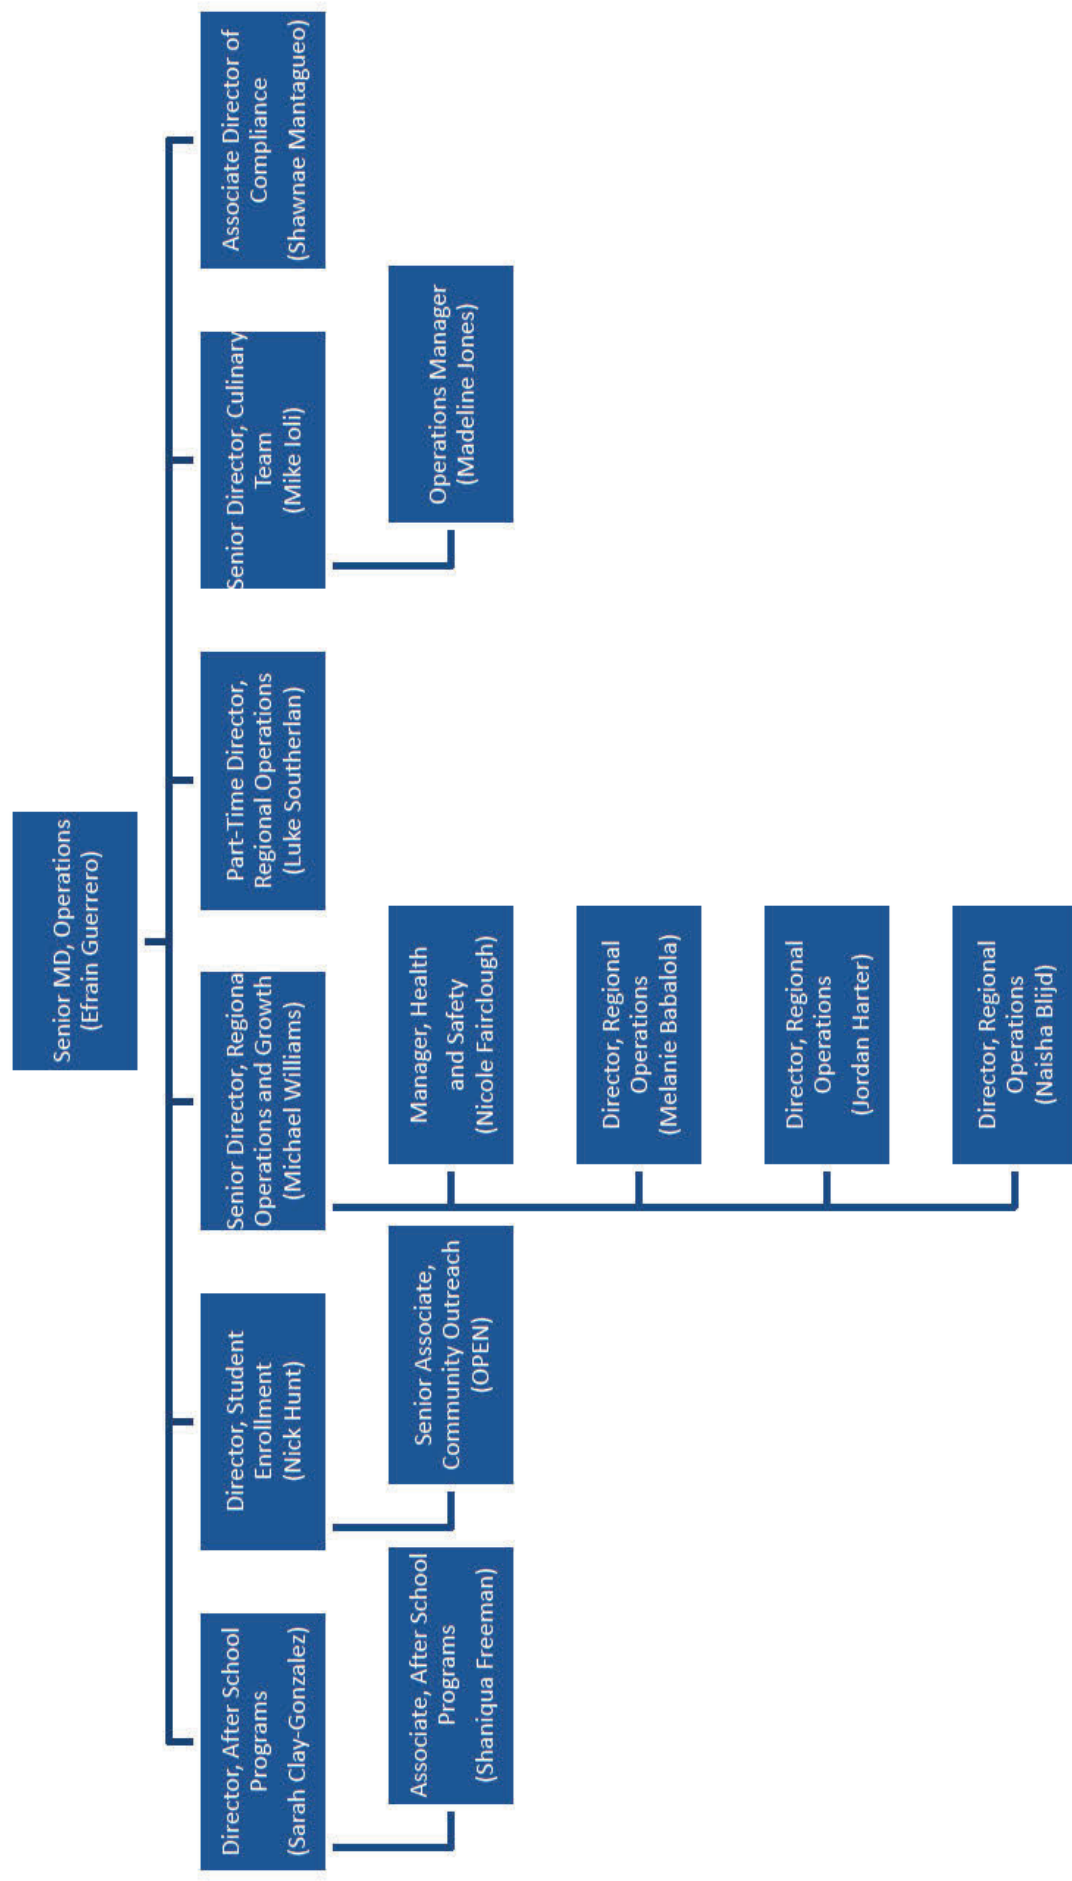 Senior MD, Operations
(Efrain Guerrero)
Director, After School
Programs
(Sarah Clay-Gonzalez)
Associate, After School
Programs
(Shaniqua Freeman)
Director, Student
Enrollment
(Nick Hunt)
Senior Associate,
Community Outreach
(OPEN)
Senior Director, Regional
Operations and Growth
(Michael Williams)
Manager, Health
and Safety
(Nicole Fairclough)
Director, Regional
Operations
(Melanie Babalola)
Director, Regional
Operations
(Jordan Harter)
Director, Regional
Operations
(Naisha Blijd)
Part-Time Director,
Regional Operations
(Luke Southerlan)
Senior Director, Culinary
Team
(Mike Ioli)
Operations Manager
(Madeline Jones)
Associate Director of
Compliance
(Shawnae Mantagueo)